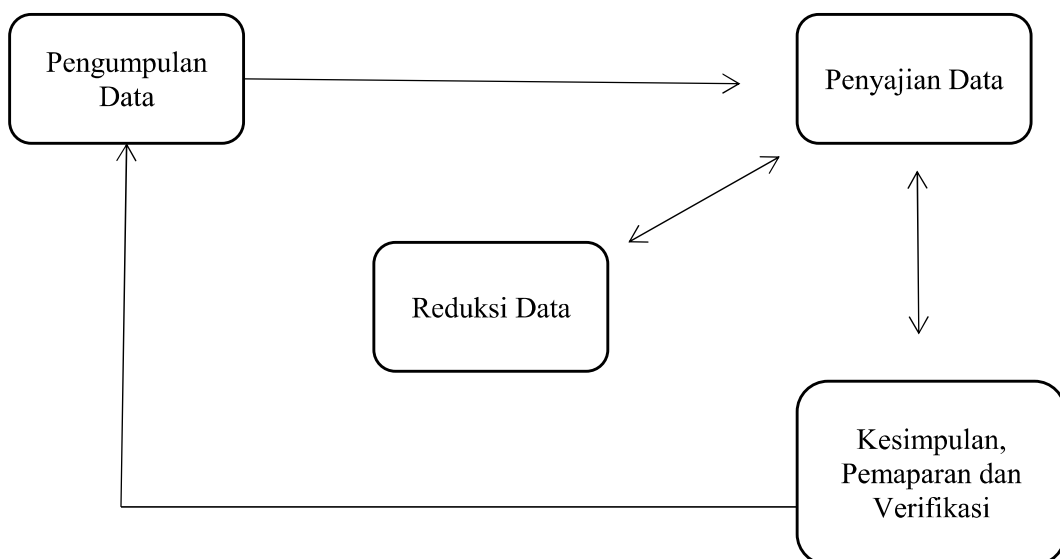 Pengumpulan
Data
Penyajian Data
Reduksi Data
Kesimpulan,
Pemaparan dan
Verifikasi